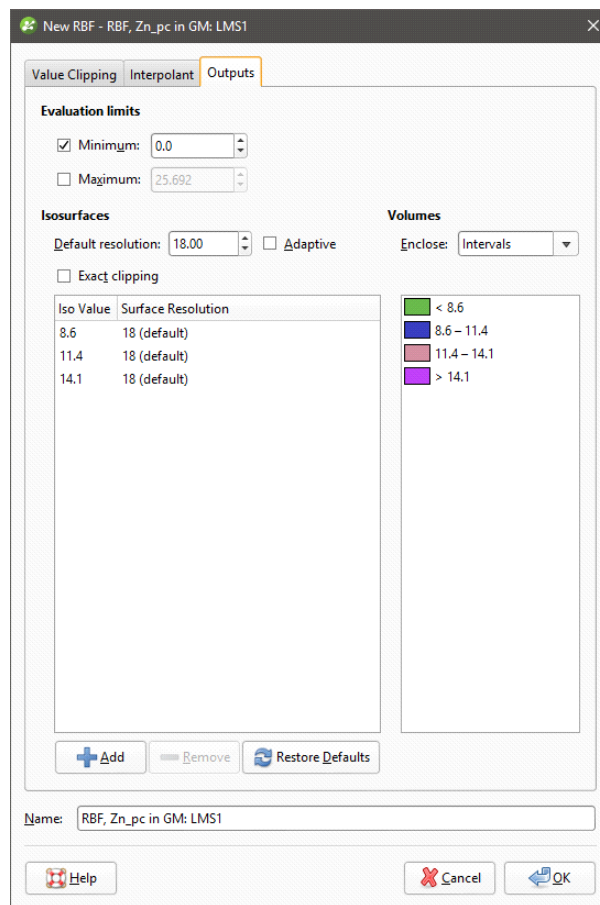 New RBF - RBF, Zn_pc in GM: LMS1
Value Clipping Interpolant Outputs
Evaluation limits
Minimum: 0.0
Maximum: 25.692
Isosurfaces
Default resolution: 18.00 Adaptive
Exact clipping
Iso Value Surface Resolution
8.6 18 (default)
11.4 18 (default)
14.1 18 (default)
Volumes
Enclose: Intervals
< 8.6
8.6 – 11.4
11.4 – 14.1
> 14.1
Add Remove Restore Defaults
Name: RBF, Zn_pc in GM: LMS1
Help Cancel OK